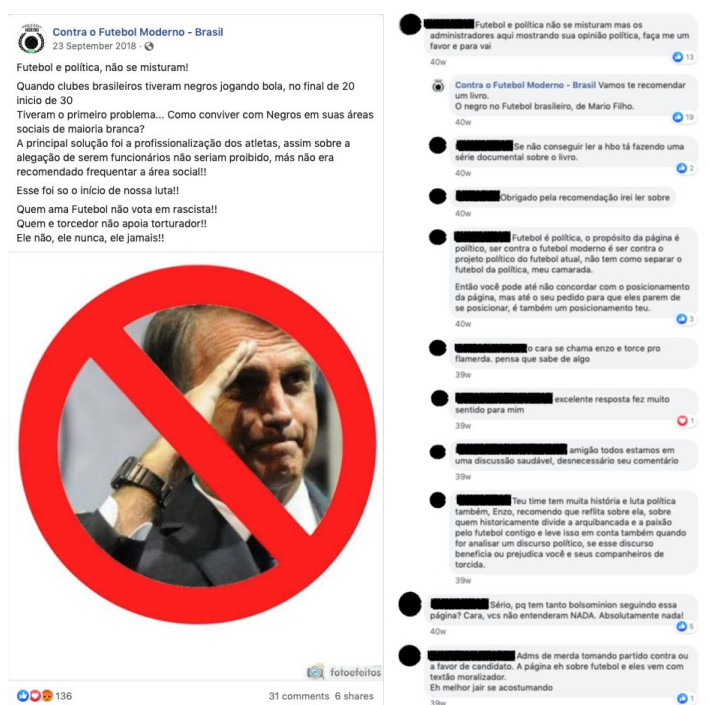 Contra o Futebol Moderno - Brasil
23 September 2018 ·
Futebol e política, não se misturam!
Quando clubes brasileiros tiveram negros jogando bola, no final de 20
inicio de 30
Tiveram o primeiro problema... Como conviver com Negros em suas áreas
sociais de maioria branca?
A principal solução foi a profissionalização dos atletas, assim sobre a
alegação de serem funcionários não seriam proibido, más não era
recomendado frequentar a área social!!
Esse foi so o início de nossa luta!!
Quem ama Futebol não vota em rascista!!
Quem e torcedor não apoia torturador!!
Ele não, ele nunca, ele jamais!!
fotoefeitos
136
31 comments 6 shares
Futebol e política não se misturam mas os
administradores aqui mostrando sua opinião política, faça me um
favor e para vai
13
40w
Contra o Futebol Moderno - Brasil Vamos te recomendar
um livro.
O negro no Futebol brasileiro, de Mario Filho.
19
40w
Se não conseguir ler a hbo tá fazendo uma
série documental sobre o livro.
2
40w
Obrigado pela recomendação irei ler sobre
40w
Futebol é política, o propósito da página é
político, ser contra o futebol moderno é ser contra o
projeto político do futebol atual, não tem como separar o
futebol da política, meu camarada.
Então você pode até não concordar com o posicionamento
da página, mas até o seu pedido para que eles parem de
se posicionar, é também um posicionamento teu.
3
40w
o cara se chama enzo e torce pro
flamerda. pensa que sabe de algo
39w
excelente resposta fez muito
sentido para mim
1
39w
amigão todos estamos em
uma discussão saudável, desnecessário seu comentário
39w
Teu time tem muita história e luta política
também, Enzo, recomendo que reflita sobre ela, sobre
quem historicamente divide a arquibancada e a paixão
pelo futebol contigo e leve isso em conta também quando
for analisar um discurso político, se esse discurso
beneficia ou prejudica você e seus companheiros de
torcida.
39w
Sério, pq tem tanto bolsominion seguindo essa
página? Cara, vcs não entenderam NADA. Absolutamente nada!
5
40w
Adms de merda tomando partido contra ou
a favor de candidato. A página eh sobre futebol e eles vem com
textão moralizador.
Eh melhor jair se acostumando
1
39w